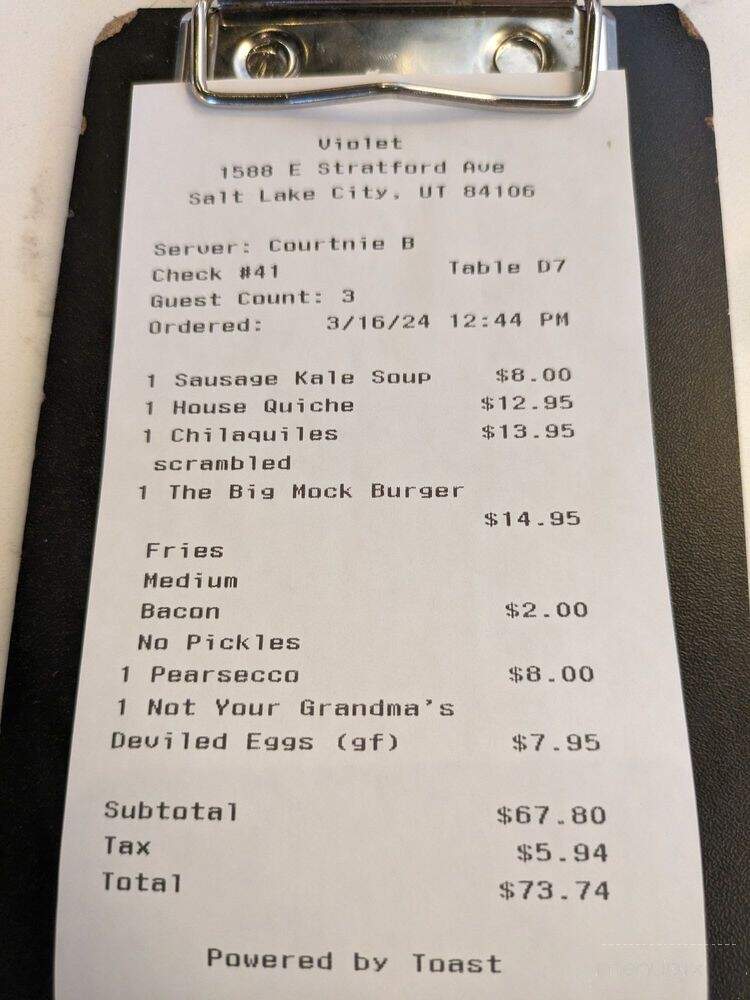 Violet
1588 E Stratford Ave
Salt Lake City, UT 84106
Server: Courtnie B
Check #41 Table D7
Guest Count: 3
Ordered: 3/16/24 12:44 PM
1 Sausage Kale Soup $8.00
1 House Quiche $12.95
1 Chilaquiles $13.95
scrambled
1 The Big Mock Burger
$14.95
Fries
Medium
Bacon $2.00
No Pickles
1 Pearsecco $8.00
1 Not Your Grandma's
Deviled Eggs (gf) $7.95
Subtotal $67.80
Tax $5.94
Total $73.74
Powered by Toast